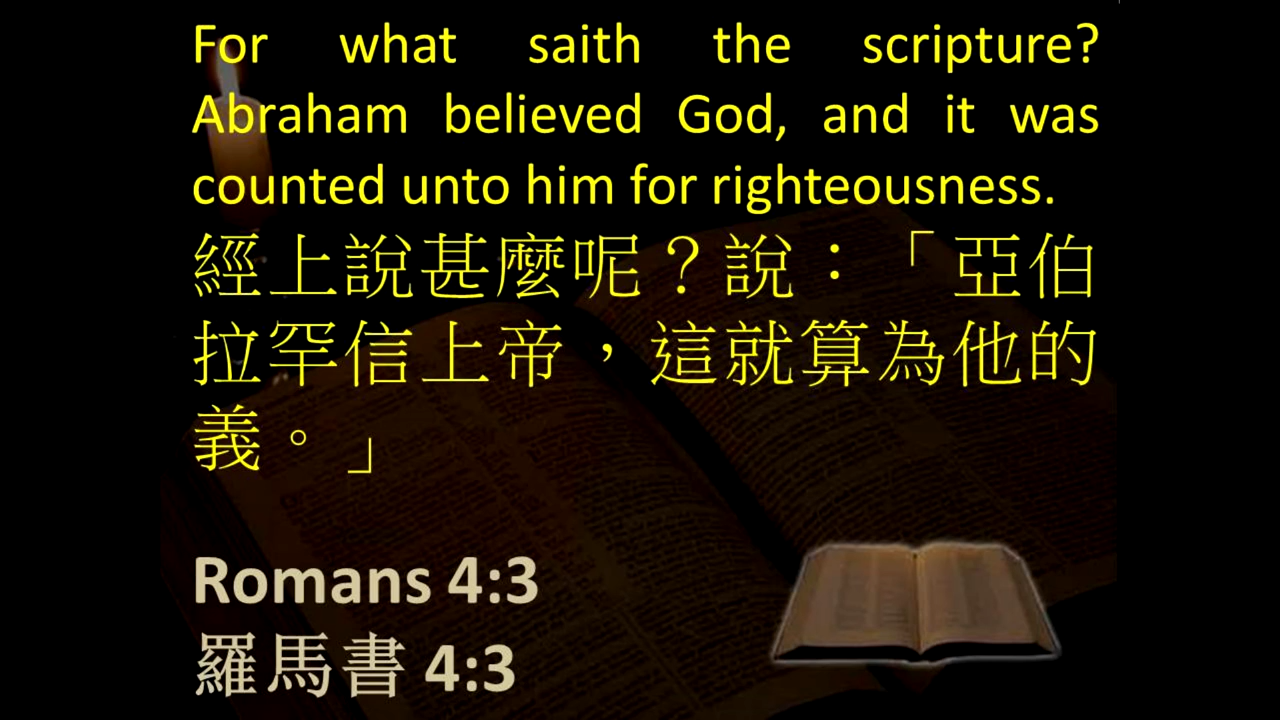 For what saith the scripture?
Abraham believed God, and it was
counted unto him for righteousness.
經上說甚麼呢？說：「亞伯
拉罕信上帝，這就算為他的
義。」
Romans 4:3
羅馬書 4:3